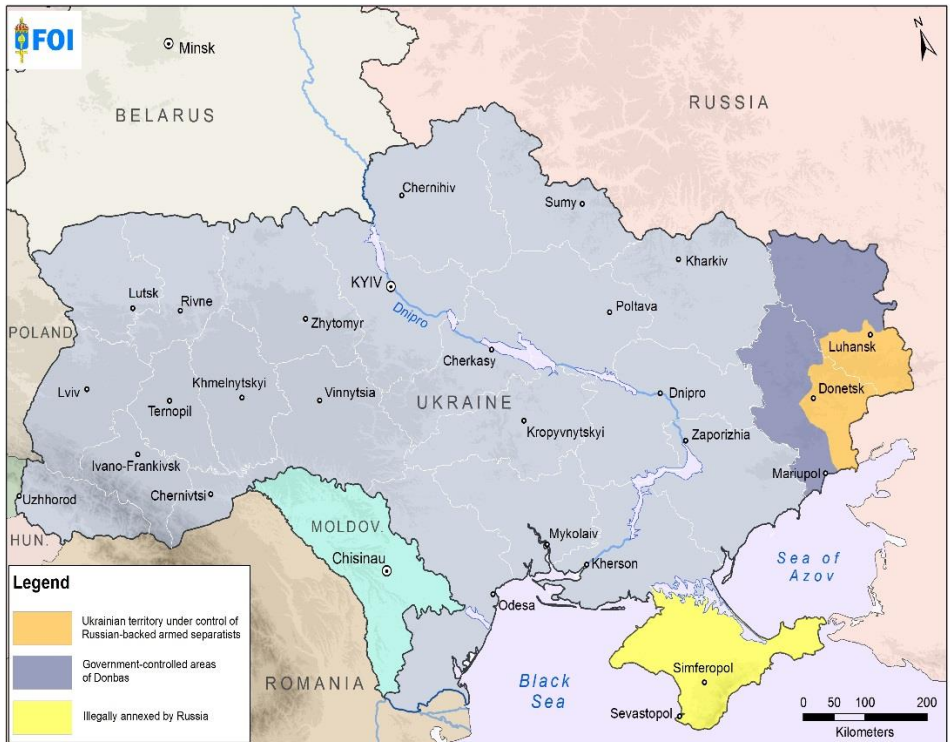 FOI
N
Minsk
BELARUS
RUSSIA
Chernihiv
Sumy
Kharkiv
KYIV
Lutsk
Rivne
Zhytomyr
Dnipro
Poltava
POLAND
Cherkasy
Luhansk
Lviv
Khmelnytskyi
Ternopil
Vinnytsia
UKRAINE
Dnipro
Donetsk
Kropyvnytskyi
Zaporizhia
Ivano-Frankivsk
Mariupol
Uzhhorod
Chernivtsi
MOLDOV.
HUN.
Mykolaiv
Chisinau
Kherson
Sea of
Azov
Odesa
Legend
Ukrainian territory under control of
Russian-backed armed separatists
Government-controlled areas
of Donbas
Illegally annexed by Russia
ROMANIA
Black
Sea
Simferopol
Sevastopol
0 50 100 200
Kilometers